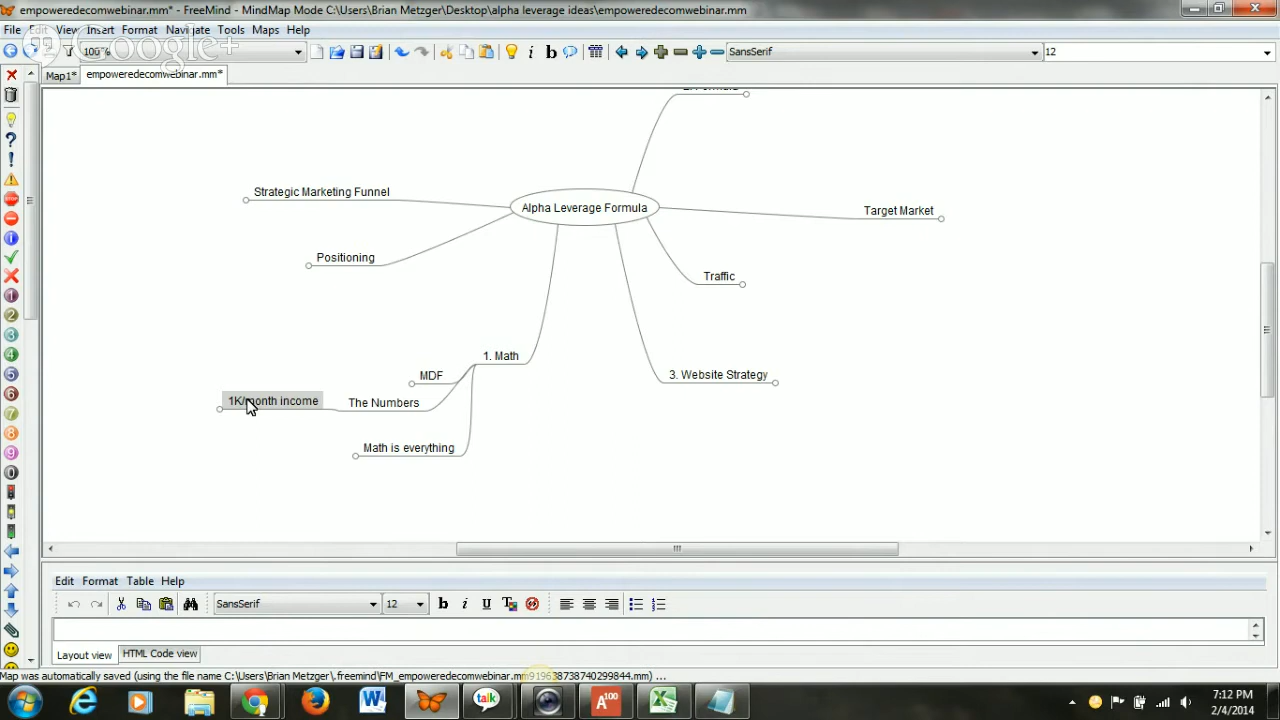 empoweredecomwebinar.mm* - FreeMind - MindMap Mode C:\Users\Brian Metzger\Desktop\alpha leverage ideas\empoweredecomwebinar.mm
File Edit View Insert Format Navigate Tools Maps Help
Google+
100%
SansSerif
12
Map1*
empoweredecomwebinar.mm*
Alpha Leverage Formula
Strategic Marketing Funnel
Target Market
Positioning
Traffic
1. Math
MDF
3. Website Strategy
1K/month income
The Numbers
Math is everything
Edit Format Table Help
SansSerif
12
Layout view
HTML Code view
Map was automatically saved (using the file name C:\Users\Brian Metzger\.freemind\FM_empoweredecomwebinar.mm919638738740299844.mm) ...
talk
A100
7:12 PM
2/4/2014